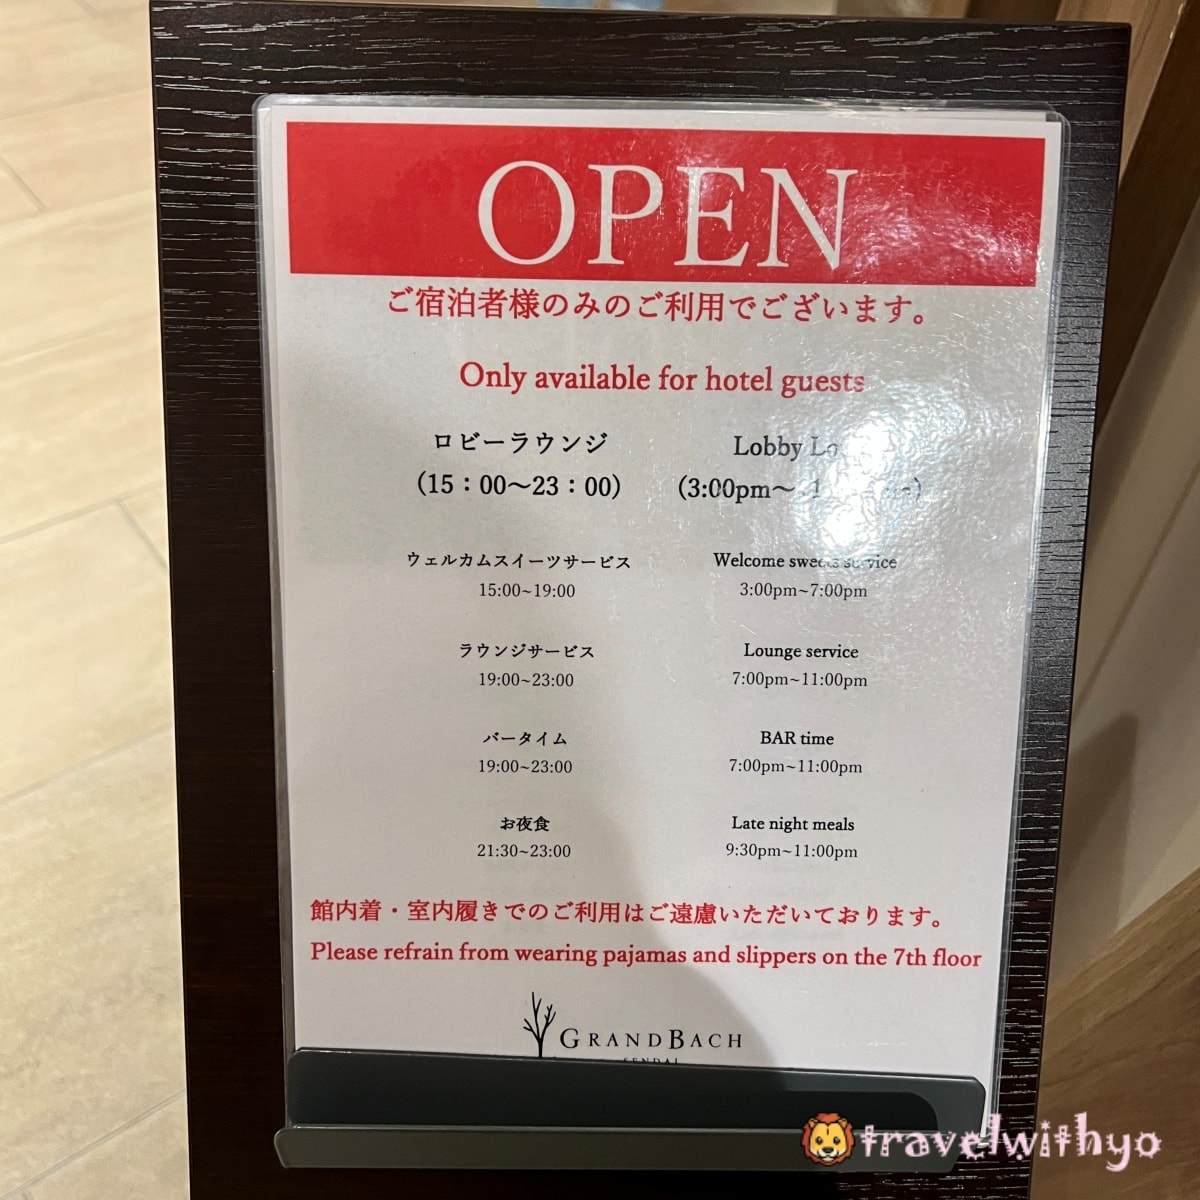 OPEN
ご宿泊者様のみのご利用でございます。
Only available for hotel guests
ロビーラウンジ
（15：00～23：00）
Lobby
(3:00pm～
ウェルカムスイーツサービス
15:00~19:00
Welcome sweets service
3:00pm~7:00pm
ラウンジサービス
19:00~23:00
Lounge service
7:00pm~11:00pm
バータイム
19:00~23:00
BAR time
7:00pm~11:00pm
お夜食
21:30~23:00
Late night meals
9:30pm~11:00pm
館内着・室内履きでのご利用はご遠慮いただいております。
Please refrain from wearing pajamas and slippers on the 7th floor
GRANDBACH
SENDAI
travelwithyo